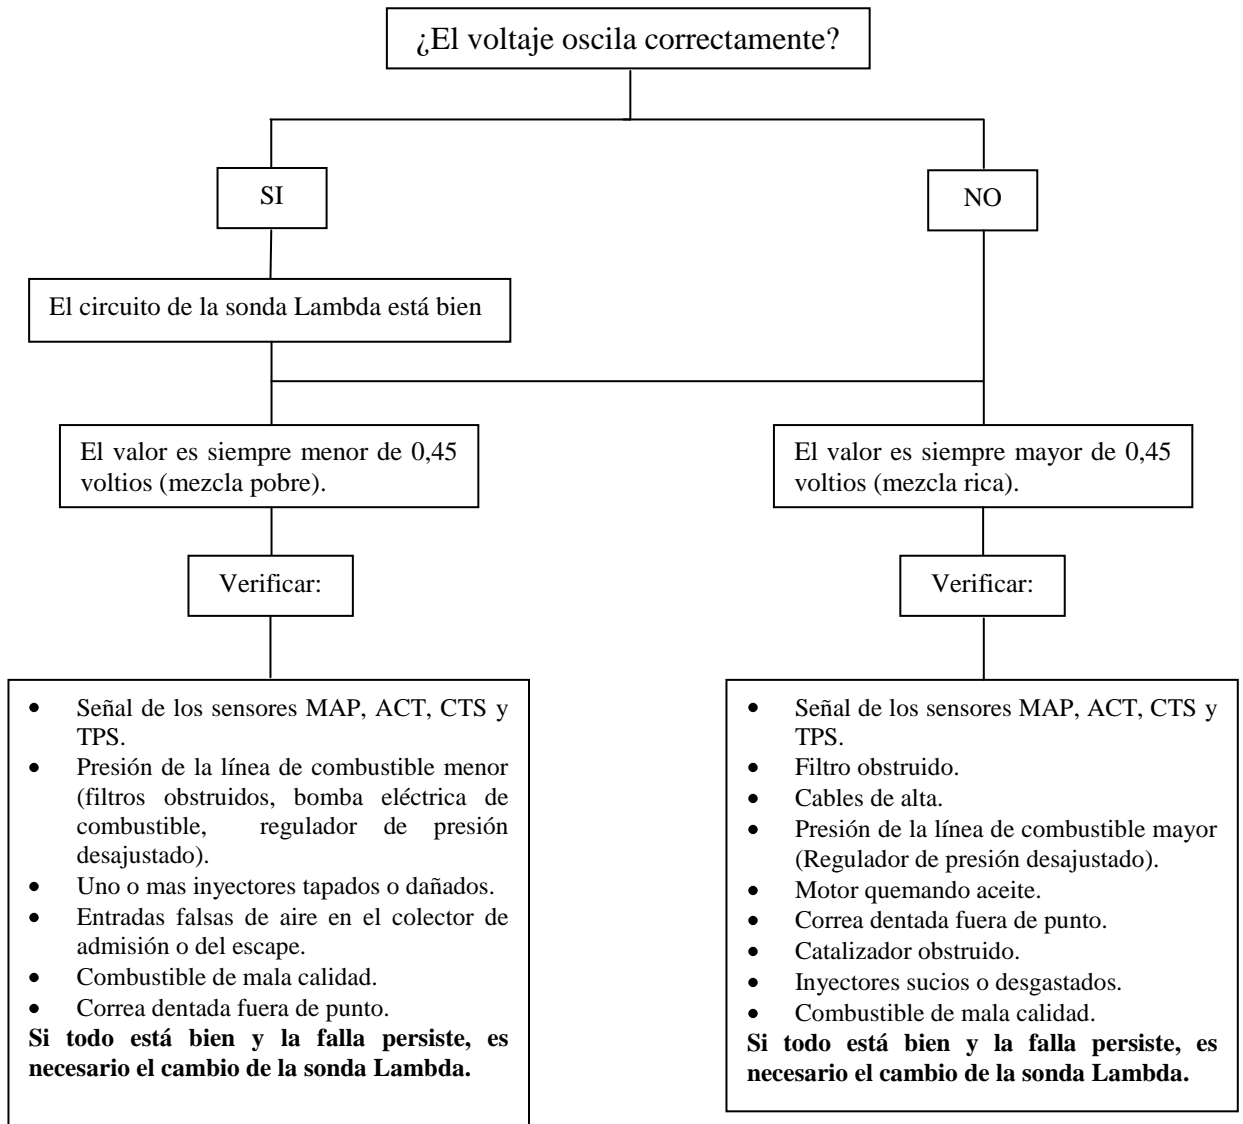 ¿El voltaje oscila correctamente?
SI
NO
El circuito de la sonda Lambda está bien
El valor es siempre menor de 0,45
voltios (mezcla pobre).
El valor es siempre mayor de 0,45
voltios (mezcla rica).
Verificar:
Verificar:
• Señal de los sensores MAP, ACT, CTS y
TPS.
• Presión de la línea de combustible menor
(filtros obstruidos, bomba eléctrica de
combustible, regulador de presión
desajustado).
• Uno o mas inyectores tapados o dañados.
• Entradas falsas de aire en el colector de
admisión o del escape.
• Combustible de mala calidad.
• Correa dentada fuera de punto.
Si todo está bien y la falla persiste, es
necesario el cambio de la sonda Lambda.
• Señal de los sensores MAP, ACT, CTS y
TPS.
• Filtro obstruido.
• Cables de alta.
• Presión de la línea de combustible mayor
(Regulador de presión desajustado).
• Motor quemando aceite.
• Correa dentada fuera de punto.
• Catalizador obstruido.
• Inyectores sucios o desgastados.
• Combustible de mala calidad.
Si todo está bien y la falla persiste, es
necesario el cambio de la sonda Lambda.